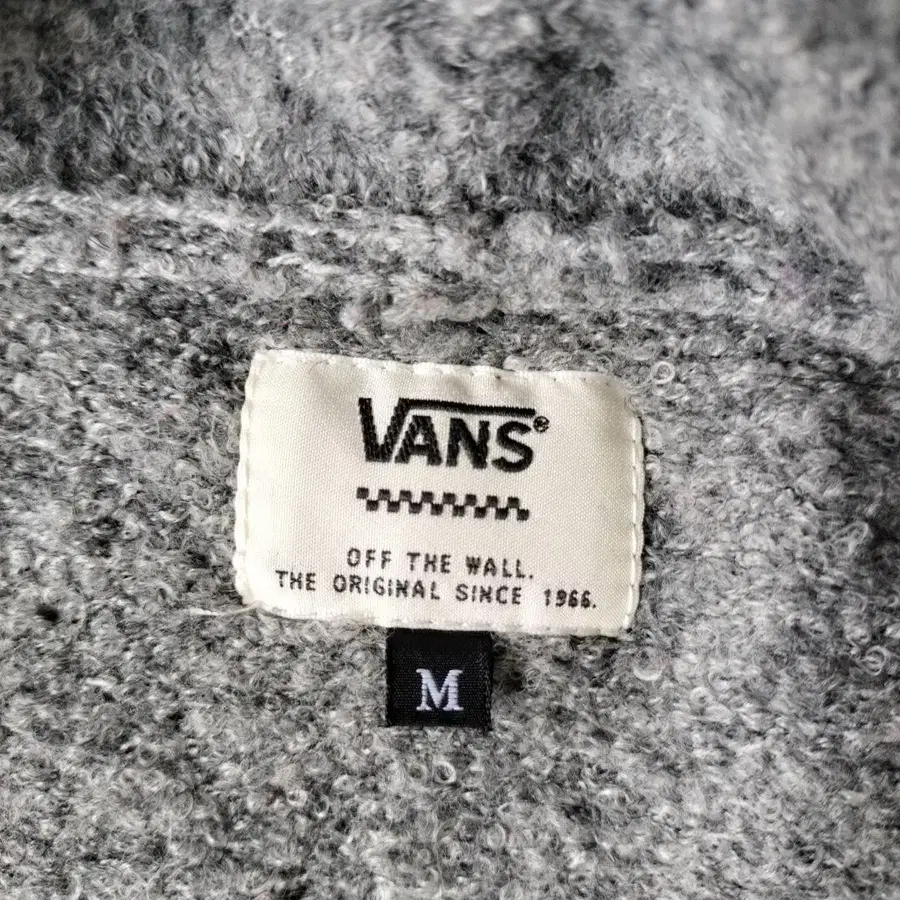 VANS®
OFF THE WALL.
THE ORIGINAL SINCE 1966.
M